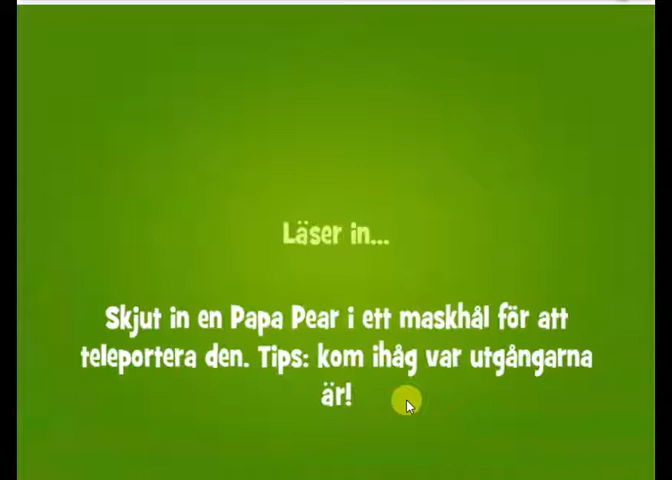 Läser in...
Skjut in en Papa Pear i ett maskhål för att
teleportera den. Tips: kom ihåg var utgångarna
är!